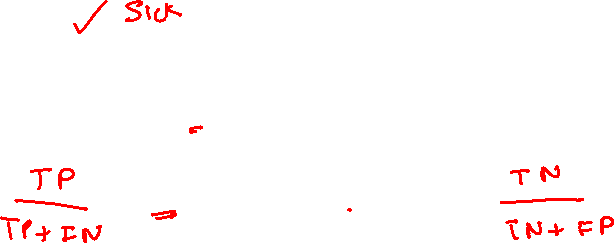 ✓ Sick
TP TN
TP+FN = TN+FP